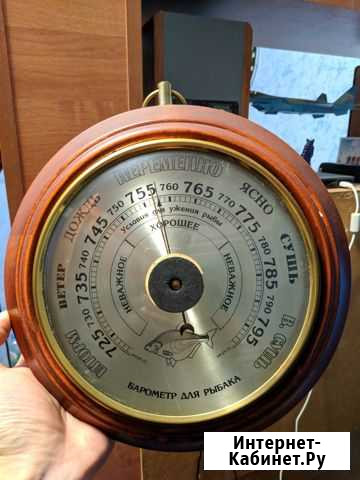 ШТОРМ
ВЕТЕР
ДОЖДЬ
ПЕРЕМЕННО
ЯСНО
СУШЬ
В. СУШЬ
725 730 735 740 745 750 755 760 765 770 775 780 785 790 795
Условия для ужения рыбы
ХОРОШЕЕ
НЕВАЖНОЕ
НЕВАЖНОЕ
БАРОМЕТР ДЛЯ РЫБАКА
Интернет-
Кабинет.Ру